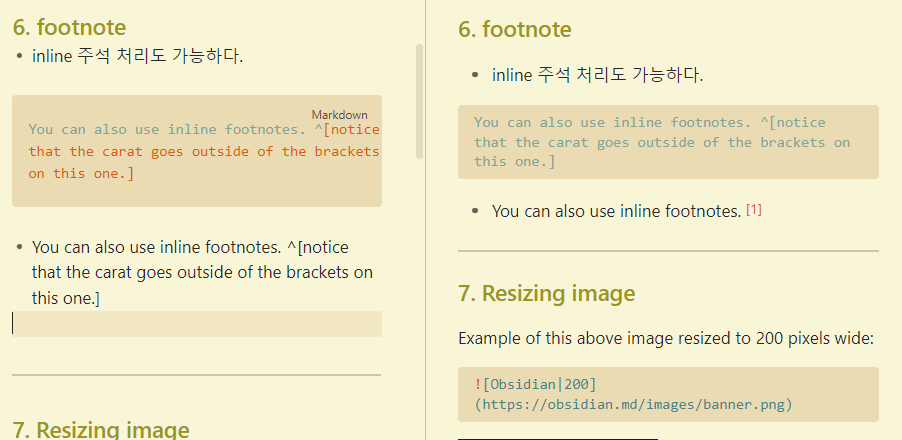 6. footnote
inline 주석 처리도 가능하다.
Markdown
You can also use inline footnotes. ^[notice
that the carat goes outside of the brackets
on this one.]
You can also use inline footnotes. ^[notice
that the carat goes outside of the brackets on
this one.]
7. Resizing image
6. footnote
inline 주석 처리도 가능하다.
You can also use inline footnotes. ^[notice
that the carat goes outside of the brackets on
this one.]
You can also use inline footnotes. [1]
7. Resizing image
Example of this above image resized to 200 pixels wide:
![Obsidian|200]
(https://obsidian.md/images/banner.png)